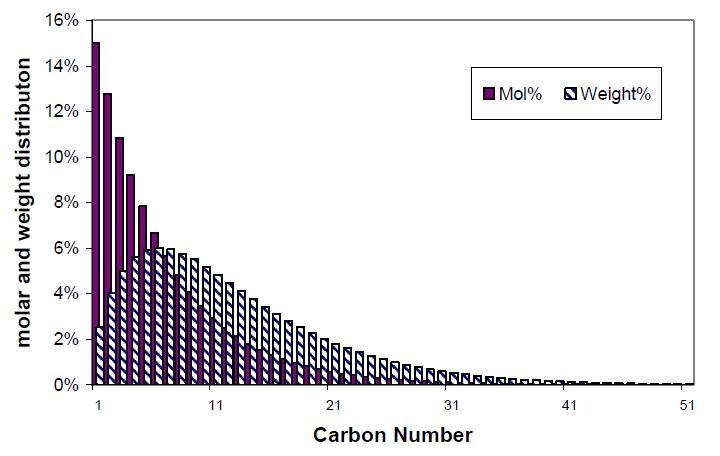 16%
14%
12%
10%
8%
6%
4%
2%
0%
molar and weight distributon
Mol% Weight%
1 11 21 31 41 51
Carbon Number